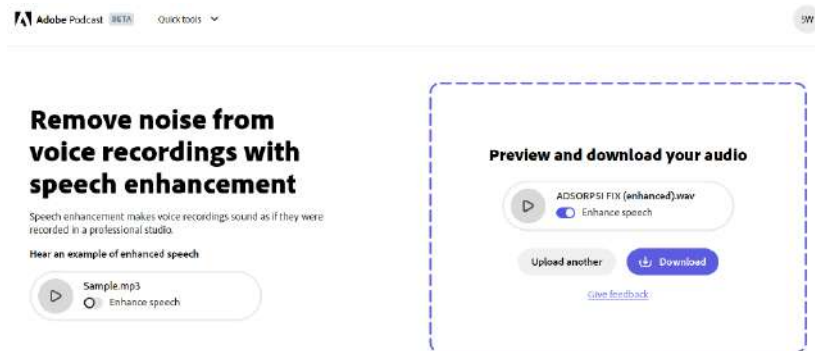 Adobe Podcast BETA Quick tools
SW
Remove noise from
voice recordings with
speech enhancement
Speech enhancement makes voice recordings sound as if they were
recorded in a professional studio.
Hear an example of enhanced speech
Sample.mp3
Enhance speech
Preview and download your audio
ADSORPSI FIX (enhanced).wav
Enhance speech
Upload another Download
Give feedback